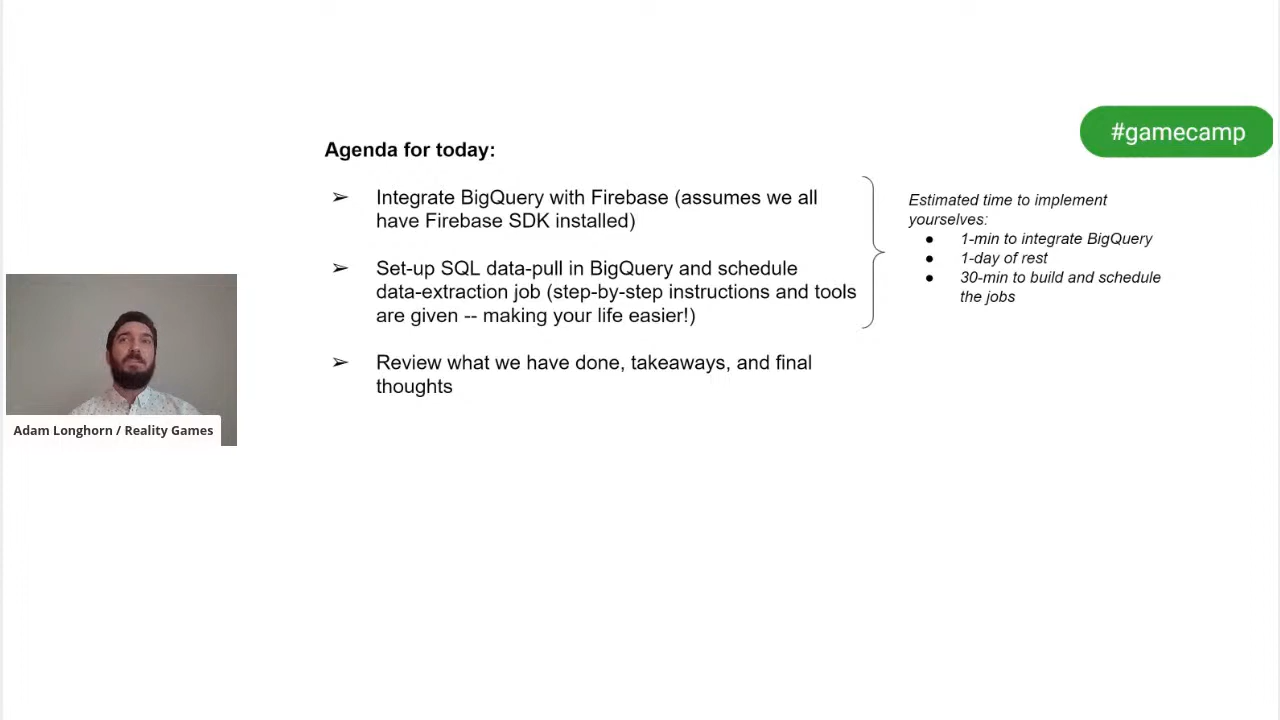 #gamecamp
Agenda for today:
➢ Integrate BigQuery with Firebase (assumes we all
have Firebase SDK installed)
➢ Set-up SQL data-pull in BigQuery and schedule
data-extraction job (step-by-step instructions and tools
are given -- making your life easier!)
➢ Review what we have done, takeaways, and final
thoughts
Estimated time to implement
yourselves:
● 1-min to integrate BigQuery
● 1-day of rest
● 30-min to build and schedule
the jobs
Adam Longhorn / Reality Games